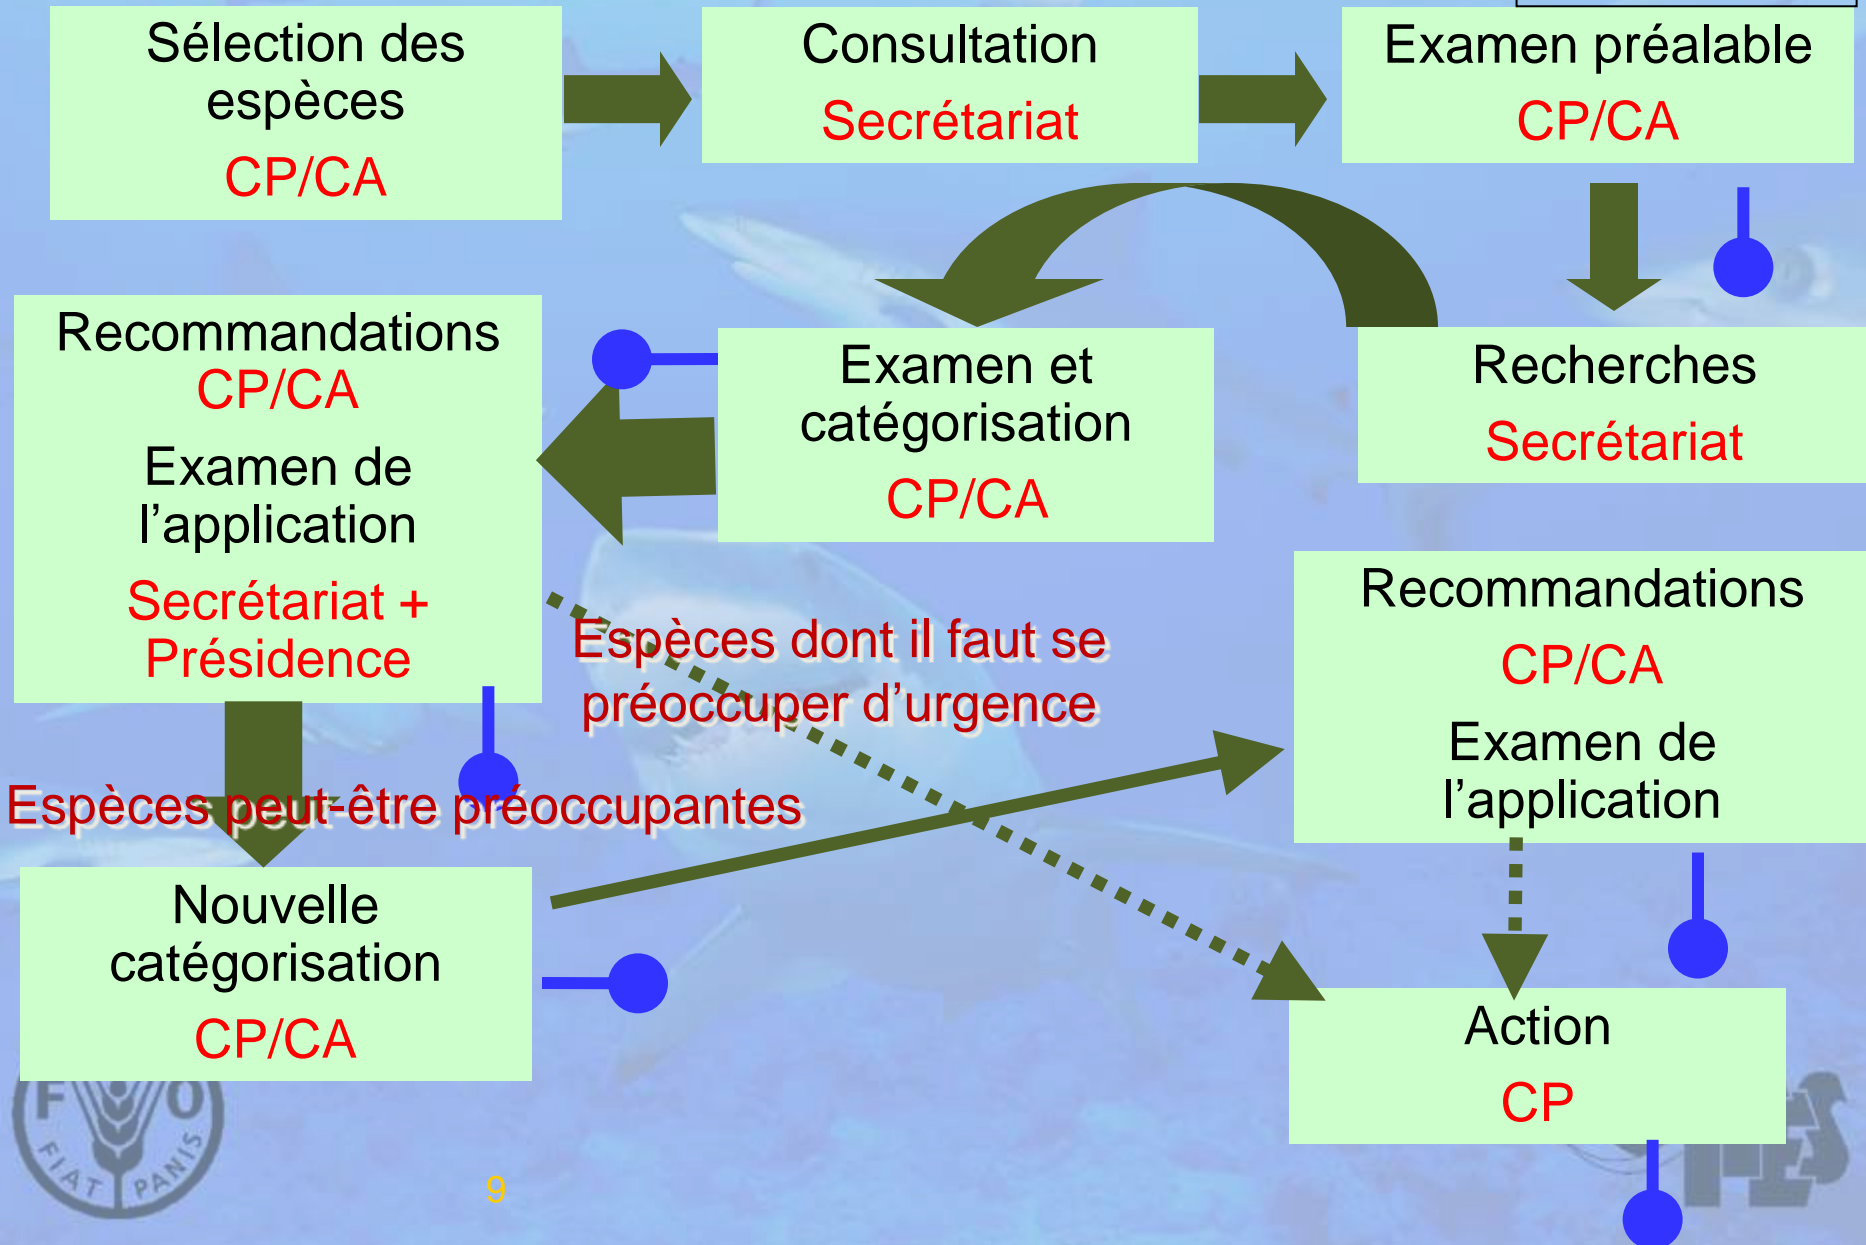 Sélection des
espèces
CP/CA
Consultation
Secrétariat
Examen préalable
CP/CA
Recommandations
CP/CA
Examen de
l’application
Secrétariat +
Présidence
Examen et
catégorisation
CP/CA
Recherches
Secrétariat
Espèces dont il faut se
préoccuper d’urgence
Recommandations
CP/CA
Examen de
l’application
Espèces peut-être préoccupantes
Nouvelle
catégorisation
CP/CA
Action
CP
F O
FIAT PANIS
9